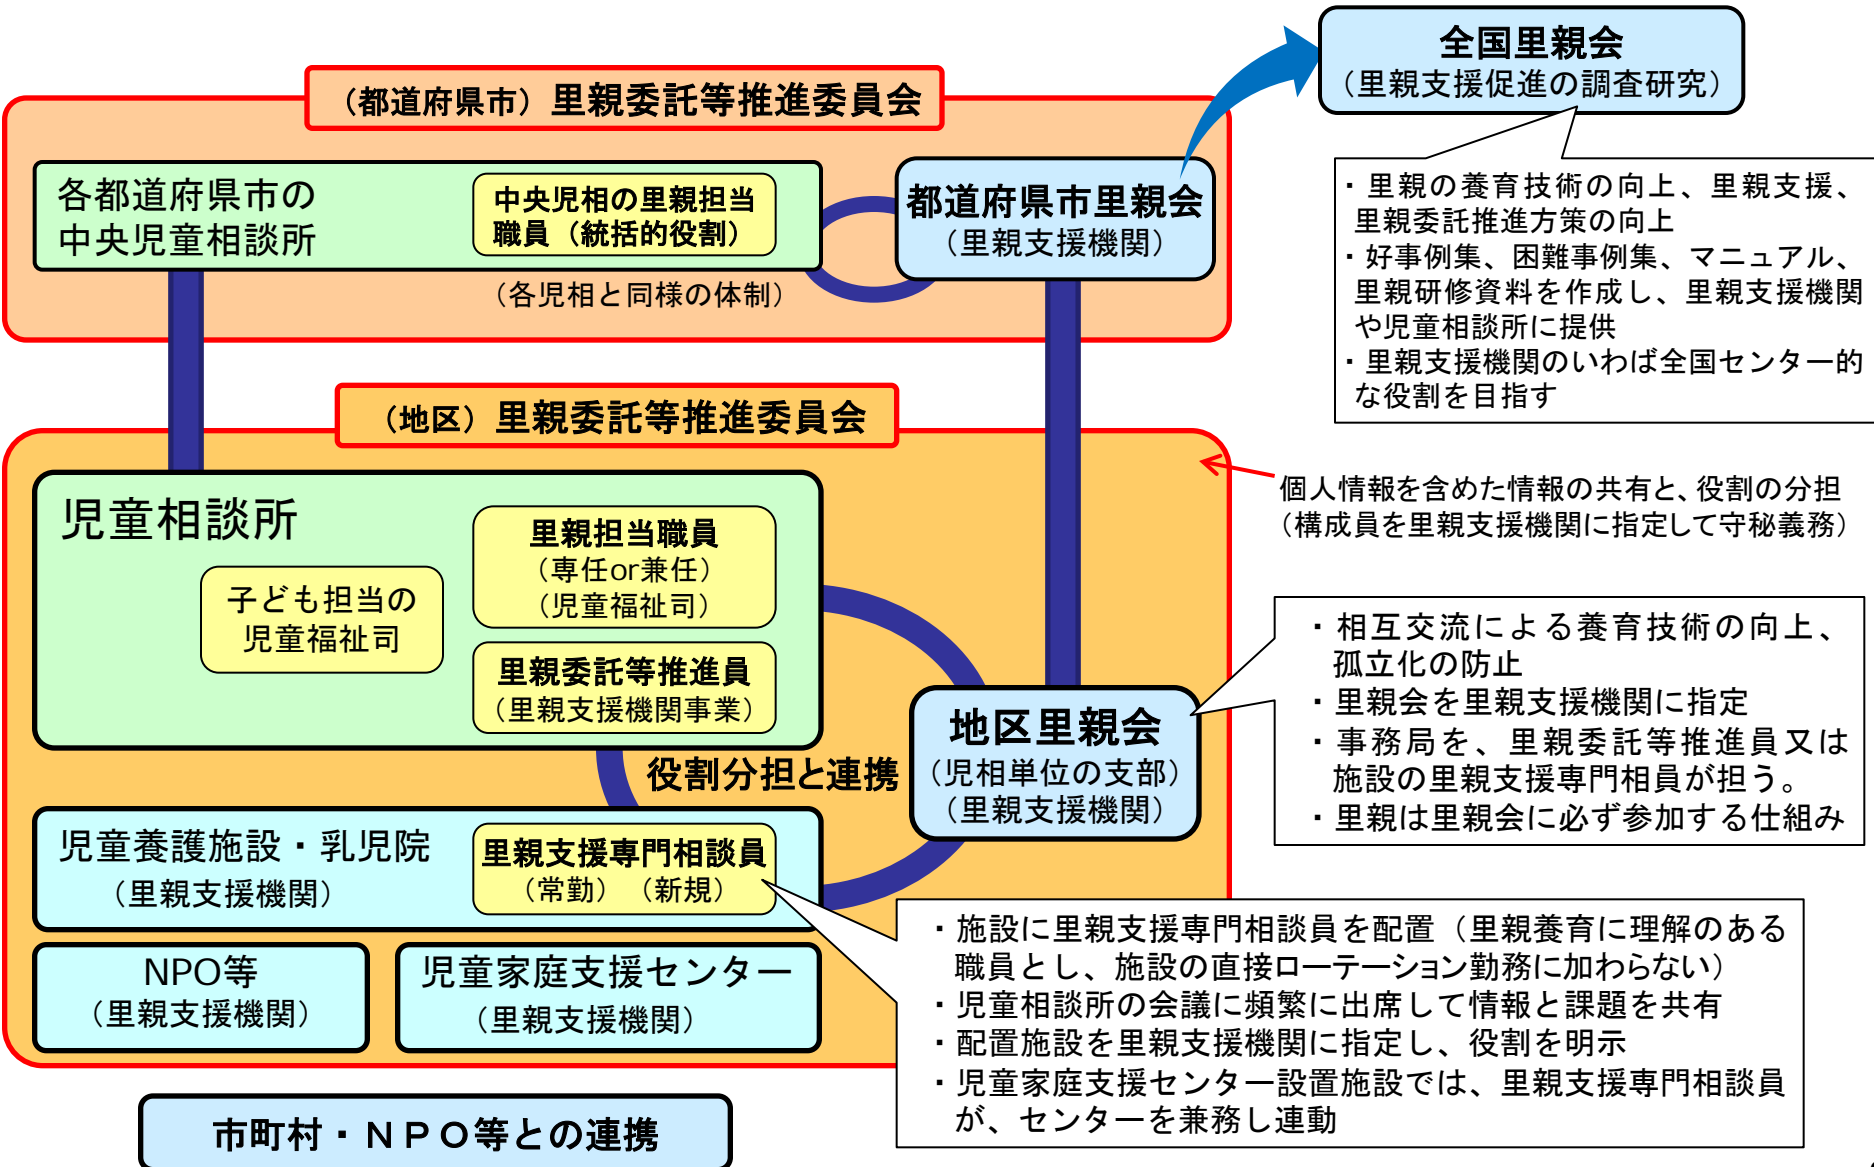 全国里親会
（里親支援促進の調査研究）
（都道府県市）里親委託等推進委員会
各都道府県市の
中央児童相談所
中央児相の里親担当
職員（統括的役割）
（各児相と同様の体制）
都道府県市里親会
（里親支援機関）
・里親の養育技術の向上、里親支援、
里親委託推進方策の向上
・好事例集、困難事例集、マニュアル、
里親研修資料を作成し、里親支援機関
や児童相談所に提供
・里親支援機関のいわば全国センター的
な役割を目指す
（地区）里親委託等推進委員会
個人情報を含めた情報の共有と、役割の分担
（構成員を里親支援機関に指定して守秘義務）
児童相談所
子ども担当の
児童福祉司
里親担当職員
（専任or兼任）
（児童福祉司）
里親委託等推進員
（里親支援機関事業）
役割分担と連携
地区里親会
（児相単位の支部）
（里親支援機関）
・相互交流による養育技術の向上、
孤立化の防止
・里親会を里親支援機関に指定
・事務局を、里親委託等推進員又は
施設の里親支援専門相員が担う。
・里親は里親会に必ず参加する仕組み
児童養護施設・乳児院
（里親支援機関）
里親支援専門相談員
（常勤）（新規）
NPO等
（里親支援機関）
児童家庭支援センター
（里親支援機関）
・施設に里親支援専門相談員を配置（里親養育に理解のある
職員とし、施設の直接ローテーション勤務に加わらない）
・児童相談所の会議に頻繁に出席して情報と課題を共有
・配置施設を里親支援機関に指定し、役割を明示
・児童家庭支援センター設置施設では、里親支援専門相談員
が、センターを兼務し連動
市町村・ＮＰＯ等との連携